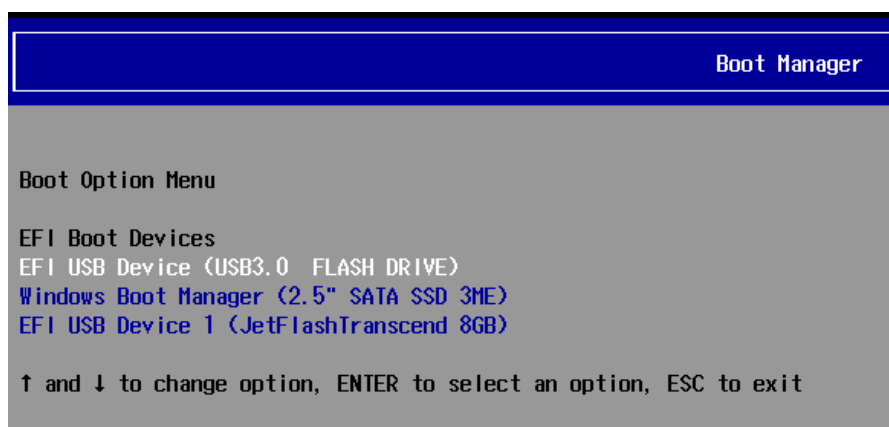 Boot Manager
Boot Option Menu
EFI Boot Devices
EFI USB Device (USB3.0  FLASH DRIVE)
Windows Boot Manager (2.5" SATA SSD 3ME)
EFI USB Device 1 (JetFlashTranscend 8GB)
↑ and ↓ to change option, ENTER to select an option, ESC to exit